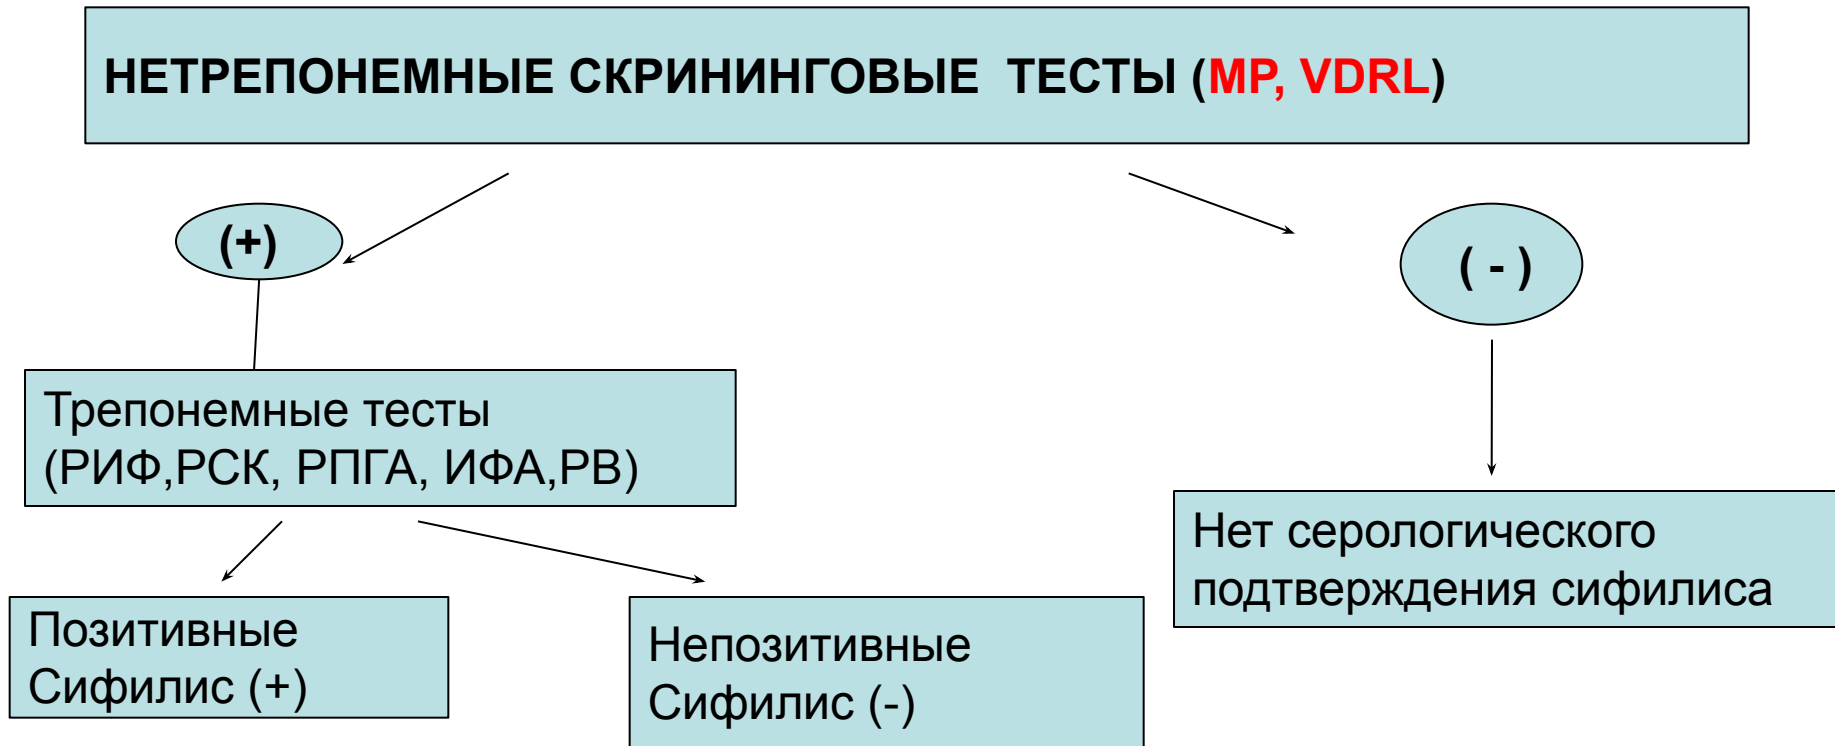 НЕТРЕПОНЕМНЫЕ СКРИНИНГОВЫЕ ТЕСТЫ (МР, VDRL)
(+)
( - )
Трепонемные тесты
(РИФ,РСК, РПГА, ИФА,РВ)
Нет серологического
подтверждения сифилиса
Позитивные
Сифилис (+)
Непозитивные
Сифилис (-)